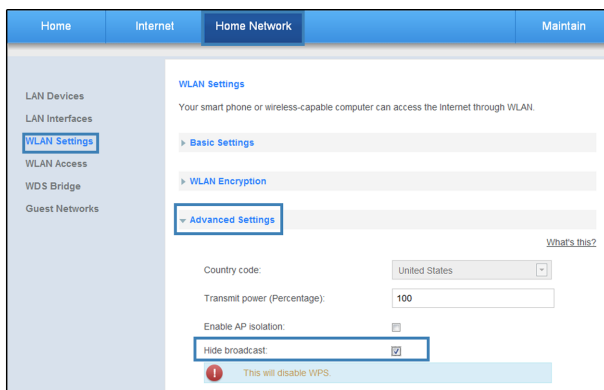 Home Internet Home Network Maintain
LAN Devices
LAN Interfaces
WLAN Settings
WLAN Access
WDS Bridge
Guest Networks
WLAN Settings
Your smart phone or wireless-capable computer can access the Internet through WLAN.
Basic Settings
WLAN Encryption
Advanced Settings
What's this?
Country code: United States
Transmit power (Percentage): 100
Enable AP isolation:
Hide broadcast:
This will disable WPS.